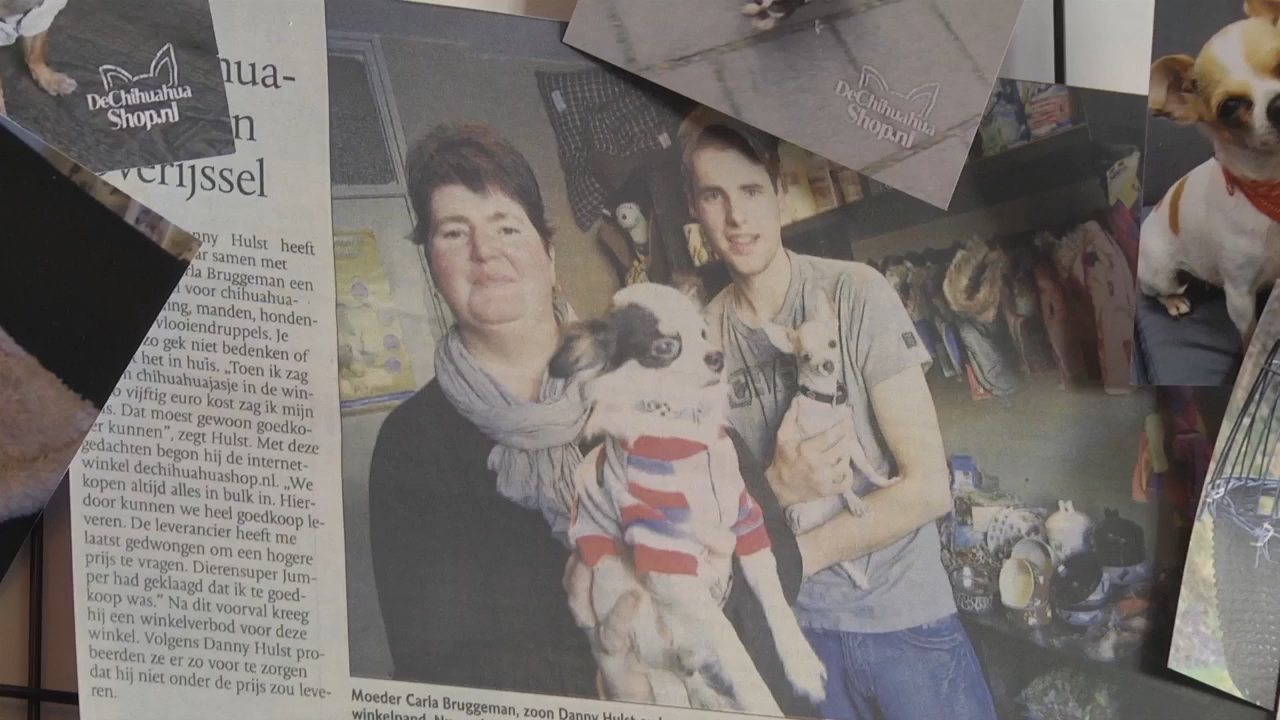 DeChihuahua
Shop.nl
DeChihuahua
Shop.nl
hua-
n
verijssel
nny Hulst heeft
ar samen met
rla Bruggeman een
voor chihuahua-
ing, manden, honden-
vlooiendruppels. Je
zo gek niet bedenken of
het in huis. „Toen ik zag
n chihuahuajasje in de win-
o vijftig euro kost zag ik mijn
s. Dat moest gewoon goedko-
er kunnen”, zegt Hulst. Met deze
gedachten begon hij de internet-
winkel dechihuahuashop.nl. „We
kopen altijd alles in bulk in. Hier-
door kunnen we heel goedkoop le-
veren. De leverancier heeft me
laatst gedwongen om een hogere
prijs te vragen. Dierensuper Jum-
per had geklaagd dat ik te goed-
koop was.” Na dit voorval kreeg
hij een winkelverbod voor deze
winkel. Volgens Danny Hulst pro-
beerden ze er zo voor te zorgen
dat hij niet onder de prijs zou leve-
ren.
Moeder Carla Bruggeman, zoon Danny Hulst
winkelpand.